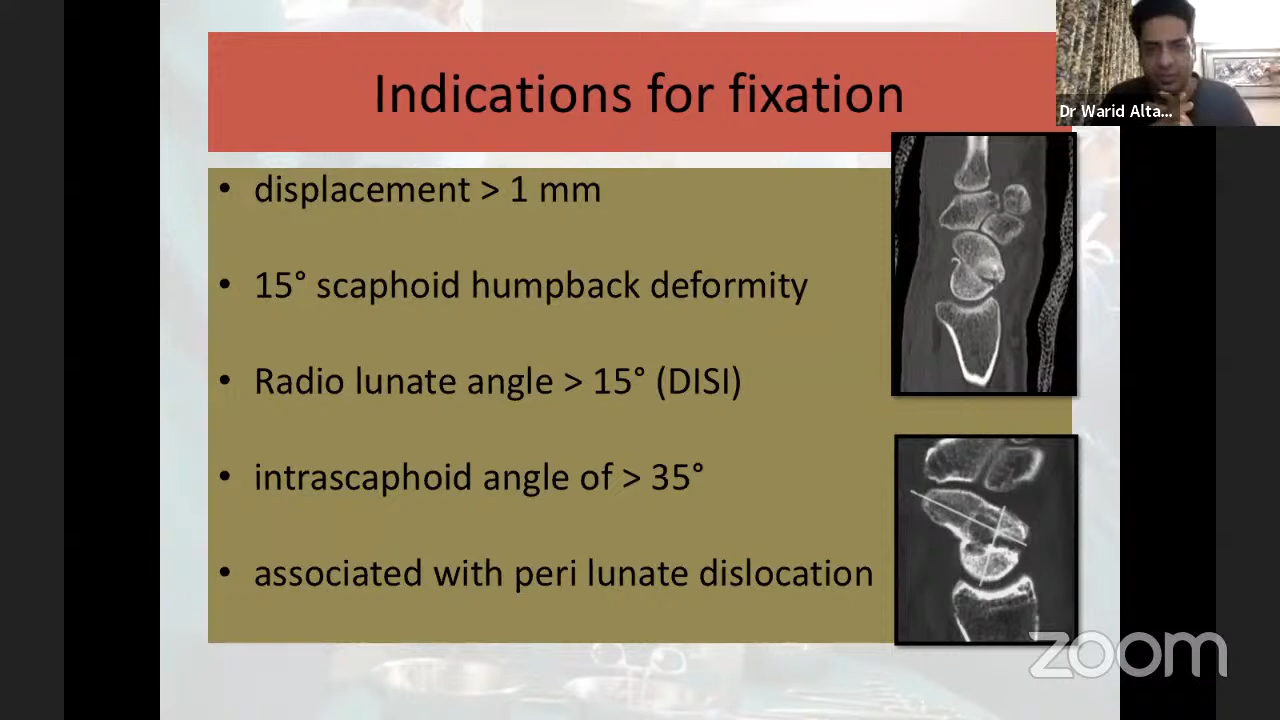 Indications for fixation
Dr Warid Alta...
• displacement > 1 mm
• 15° scaphoid humpback deformity
• Radio lunate angle > 15° (DISI)
• intrascaphoid angle of > 35°
• associated with peri lunate dislocation
zoom